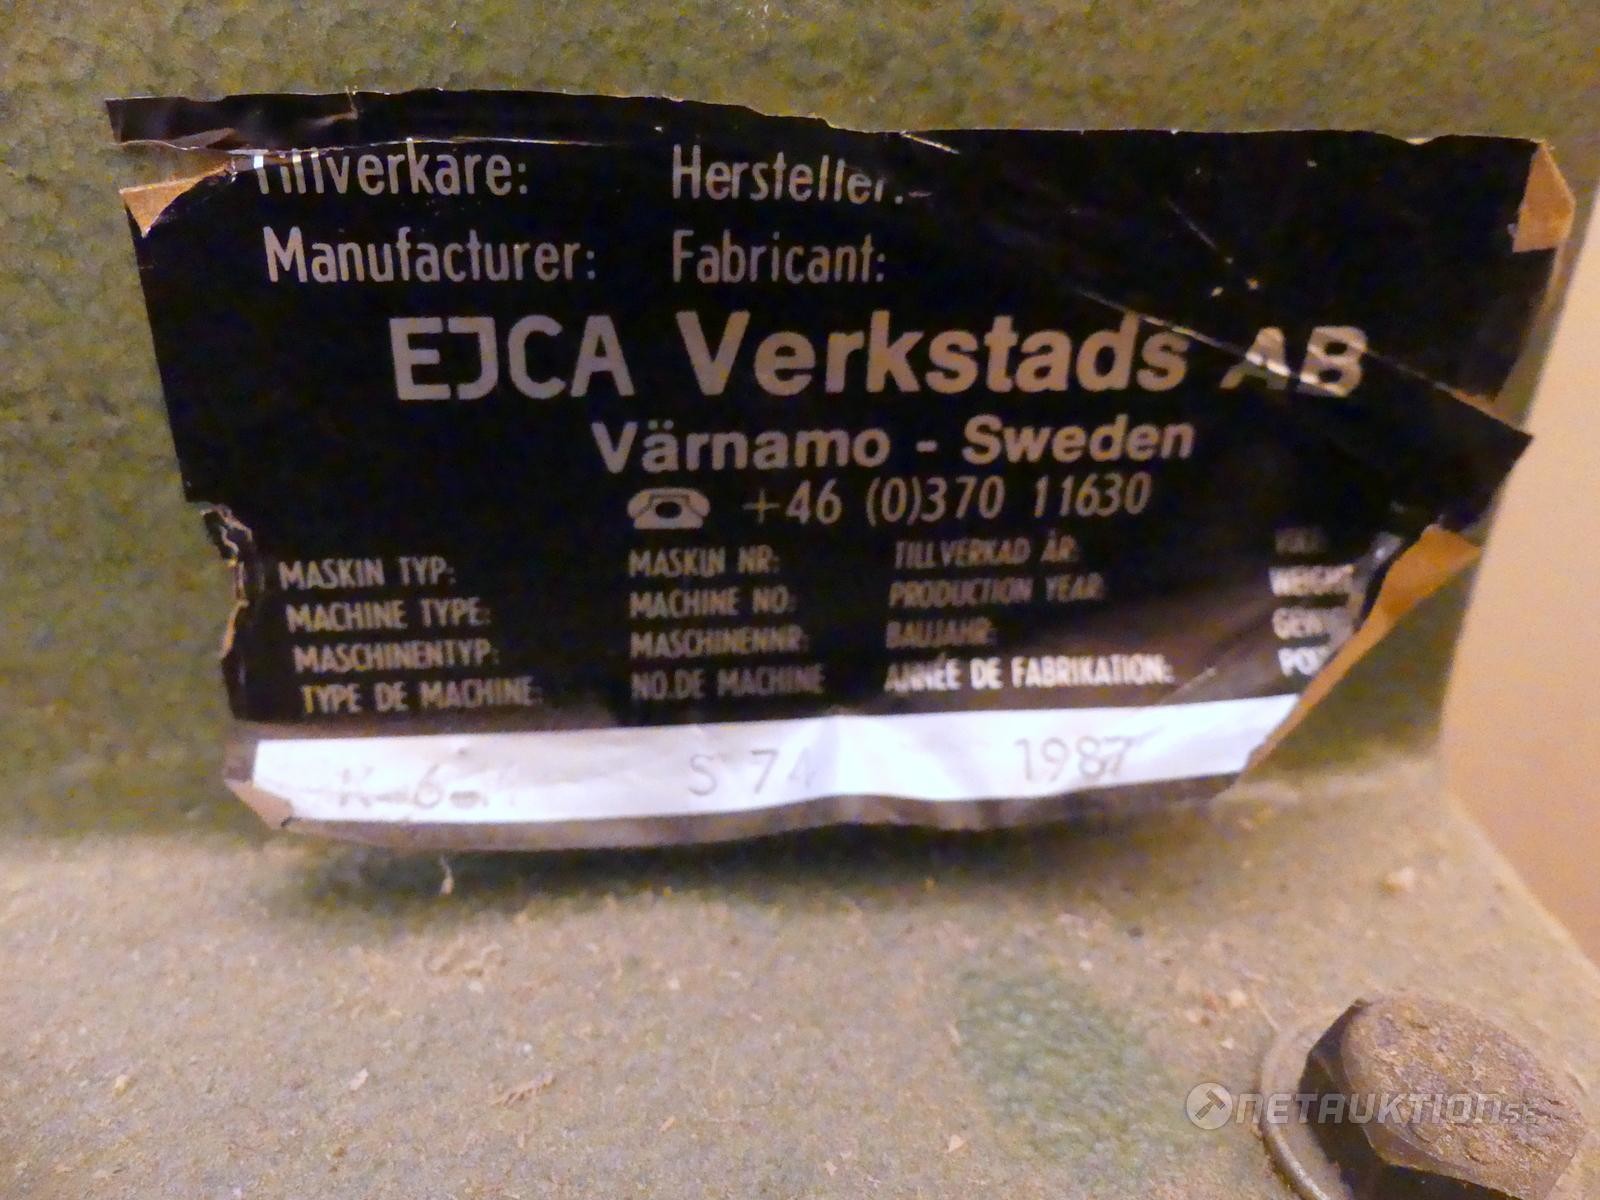 Tillverkare: Hersteller:
Manufacturer: Fabricant:
EJCA Verkstads AB
Värnamo - Sweden
+46 (0)370 11630
MASKIN TYP: MASKIN NR: TILLVERKAD ÅR:
MACHINE TYPE: MACHINE NO: PRODUCTION YEAR: WEIGHT
MASCHINENTYP: MASCHINENNR: BAUJAHR:
TYPE DE MACHINE: NO.DE MACHINE ANNÉE DE FABRIKATION:
S 74 1987
NETAUKTION.SE